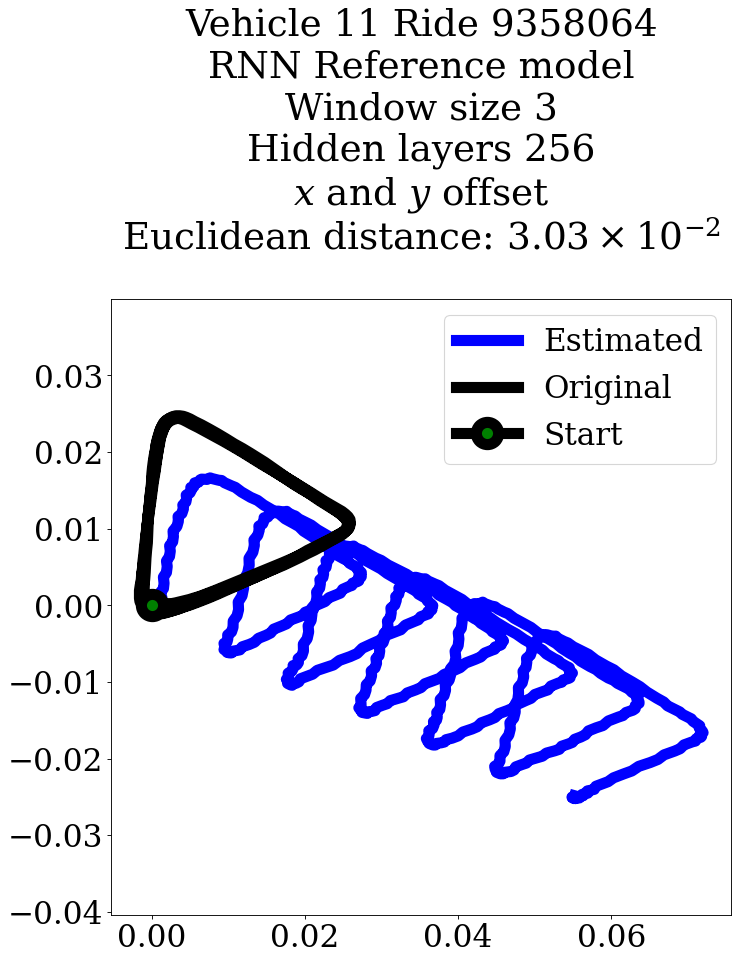 Vehicle 11 Ride 9358064
RNN Reference model
Window size 3
Hidden layers 256
x and y offset
Euclidean distance: 3.03 × 10⁻²
Estimated
Original
Start
0.03
0.02
0.01
0.00
−0.01
−0.02
−0.03
−0.04
0.00 0.02 0.04 0.06